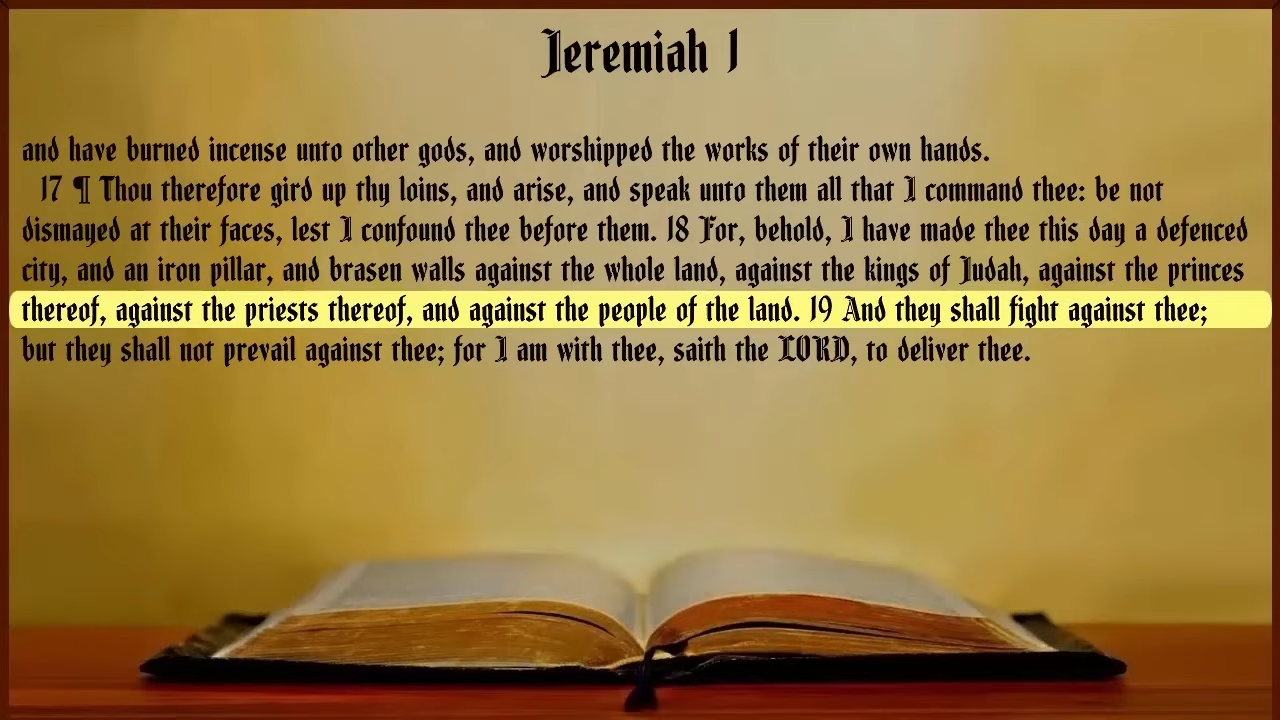 Jeremiah 1
and have burned incense unto other gods, and worshipped the works of their own hands.
17 ¶ Thou therefore gird up thy loins, and arise, and speak unto them all that I command thee: be not
dismayed at their faces, lest I confound thee before them. 18 For, behold, I have made thee this day a defenced
city, and an iron pillar, and brasen walls against the whole land, against the kings of Judah, against the princes
thereof, against the priests thereof, and against the people of the land. 19 And they shall fight against thee;
but they shall not prevail against thee; for I am with thee, saith the LORD, to deliver thee.